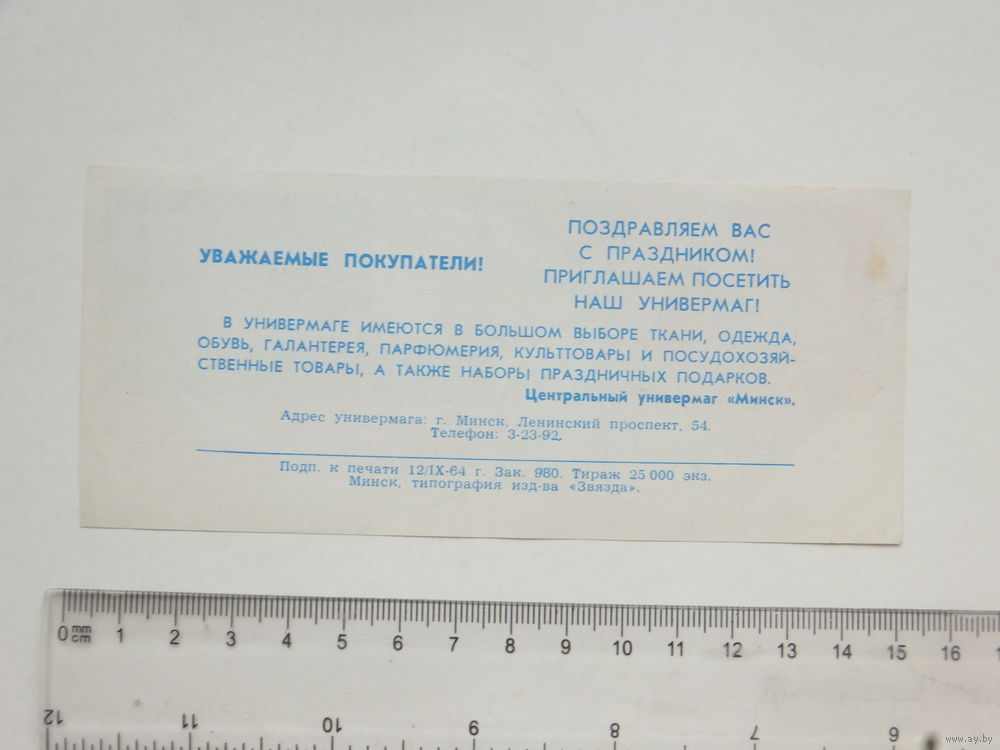 УВАЖАЕМЫЕ ПОКУПАТЕЛИ!
ПОЗДРАВЛЯЕМ ВАС
С ПРАЗДНИКОМ!
ПРИГЛАШАЕМ ПОСЕТИТЬ
НАШ УНИВЕРМАГ!
В УНИВЕРМАГЕ ИМЕЮТСЯ В БОЛЬШОМ ВЫБОРЕ ТКАНИ, ОДЕЖДА,
ОБУВЬ, ГАЛАНТЕРЕЯ, ПАРФЮМЕРИЯ, КУЛЬТТОВАРЫ И ПОСУДОХОЗЯЙ-
СТВЕННЫЕ ТОВАРЫ, А ТАКЖЕ НАБОРЫ ПРАЗДНИЧНЫХ ПОДАРКОВ.
Центральный универмаг «Минск».
Адрес универмага: г. Минск, Ленинский проспект, 54.
Телефон: 3-23-92.
Подп. к печати 12/IX-64 г. Зак. 980. Тираж 25 000 экз.
Минск, типография изд-ва «Звязда».
0 mm cm 1 2 3 4 5 6 7 8 9 10 11 12 13 14 15 16
12 11 10 9 8 7 6
www.ay.by